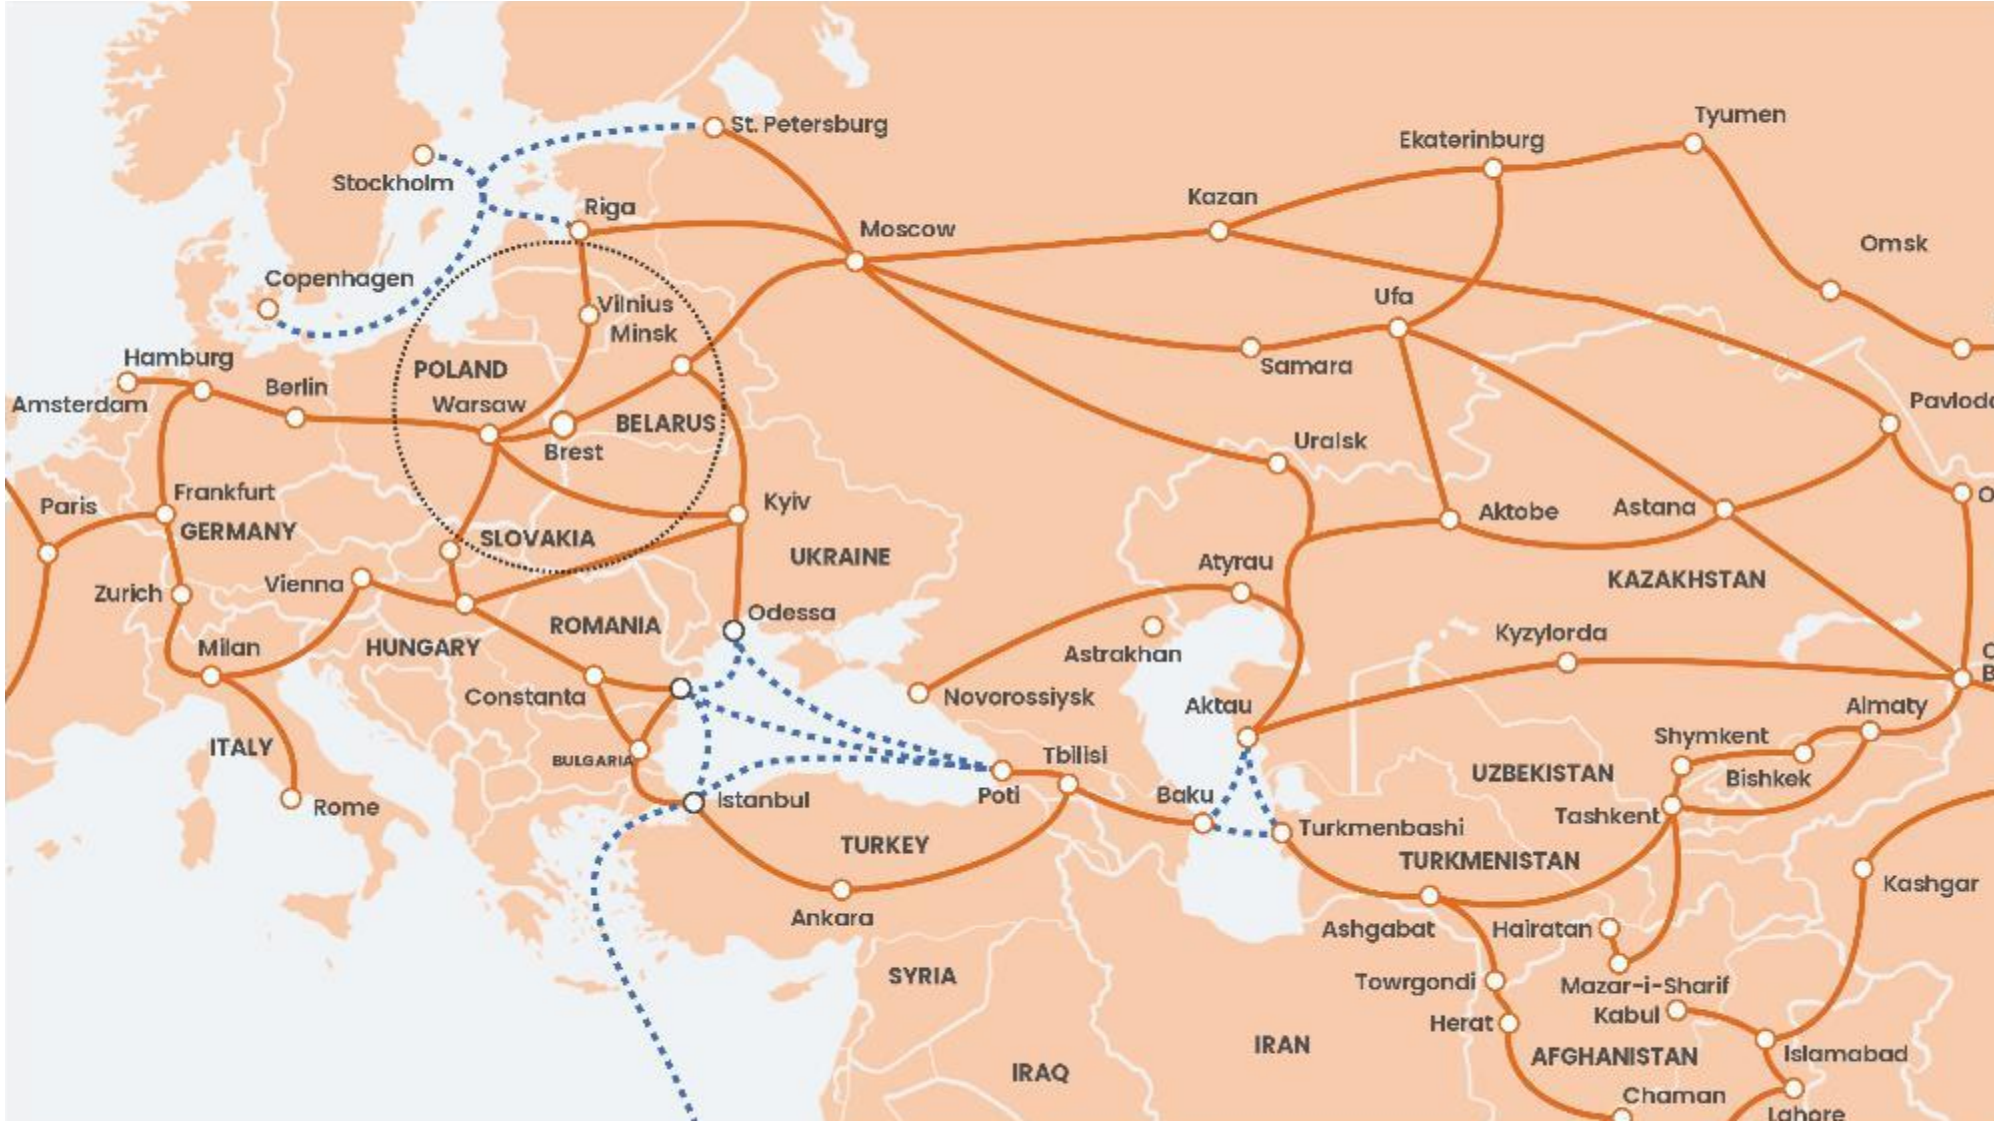 Tyumen
St. Petersburg
Ekaterinburg
Stockholm
Kazan
Riga
Moscow
Omsk
Copenhagen
Vilnius
Minsk
Ufa
Hamburg
Samara
POLAND
Berlin
Amsterdam
Warsaw
BELARUS
Brest
Uralsk
Paris
Frankfurt
GERMANY
Kyiv
Aktobe
Astana
SLOVAKIA
UKRAINE
Vienna
Zurich
Atyrau
KAZAKHSTAN
Odessa
ROMANIA
Kyzylorda
Milan
HUNGARY
Astrakhan
Constanta
Novorossiysk
Aktau
Almaty
Shymkent
ITALY
BULGARIA
Tbilisi
UZBEKISTAN
Bishkek
Rome
Istanbul
Poti
Baku
Tashkent
Turkmenbashi
TURKEY
TURKMENISTAN
Kashgar
Ankara
Ashgabat
Hairatan
SYRIA
Towrgondi
Mazar-i-Sharif
Kabul
Herat
IRAN
AFGHANISTAN
Islamabad
IRAQ
Chaman
Lahore